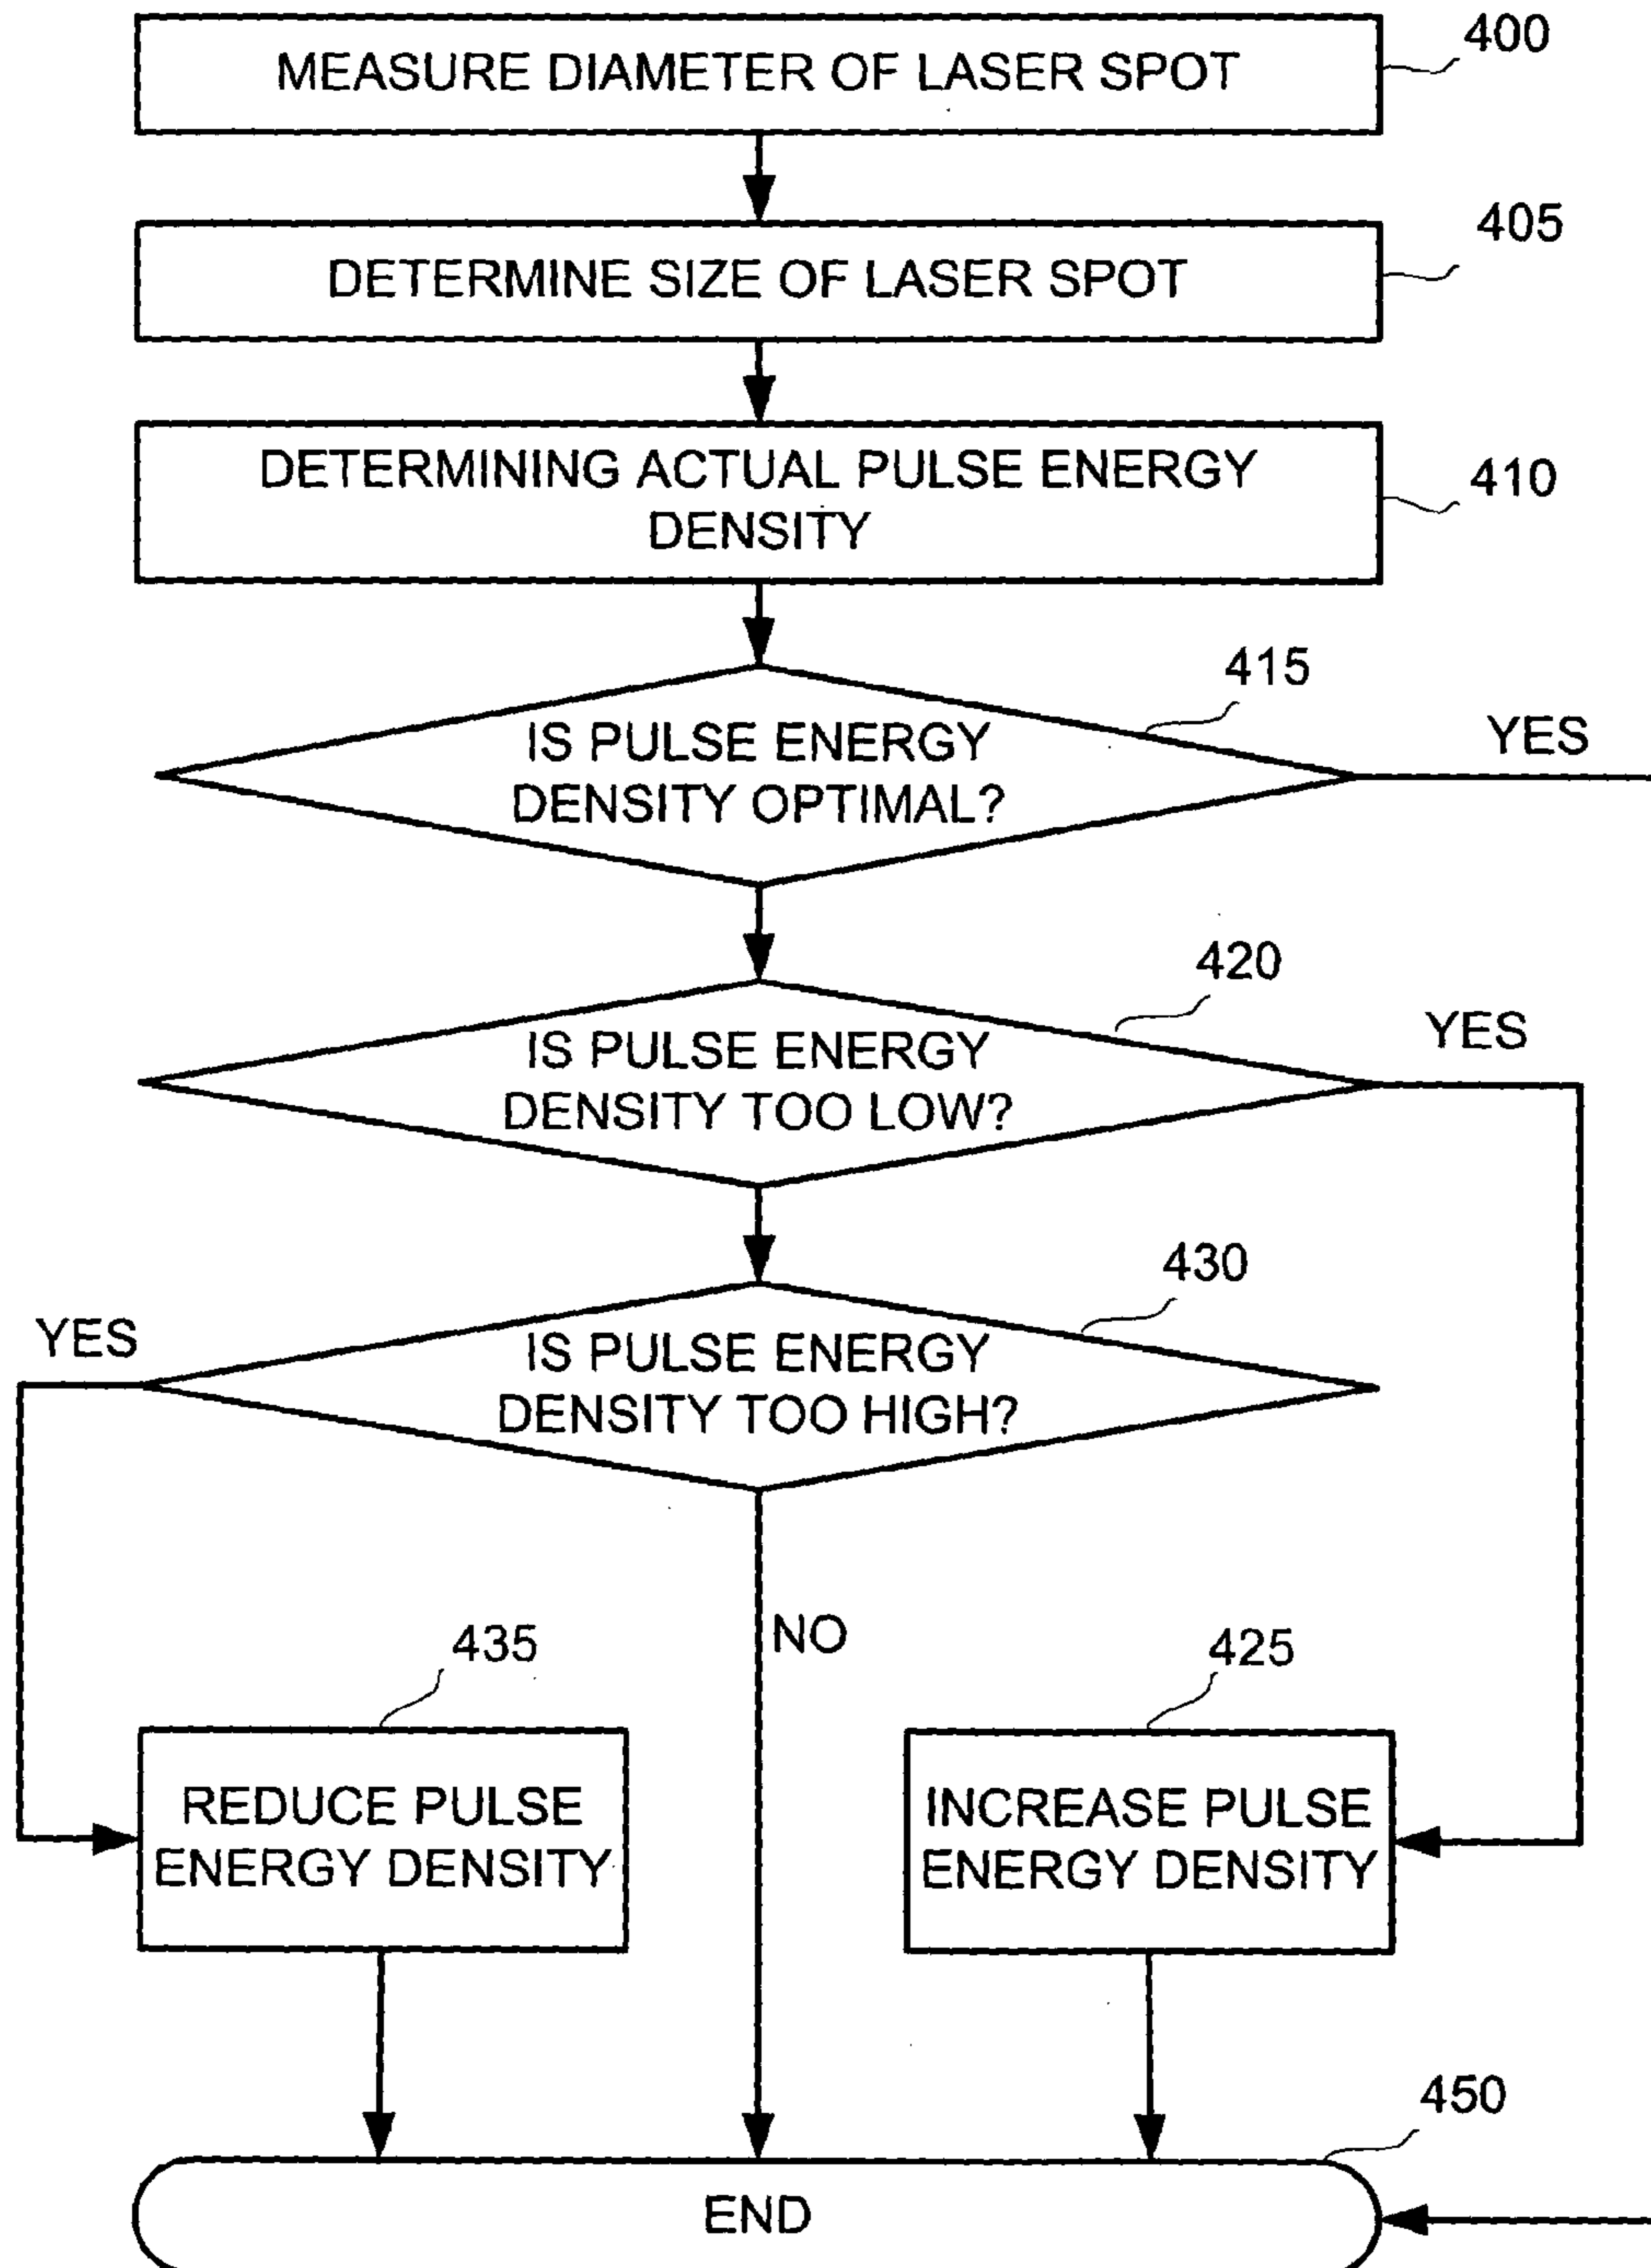 MEASURE DIAMETER OF LASER SPOT
400
DETERMINE SIZE OF LASER SPOT
405
DETERMINING ACTUAL PULSE ENERGY
DENSITY
410
IS PULSE ENERGY
DENSITY OPTIMAL?
415
YES
IS PULSE ENERGY
DENSITY TOO LOW?
420
YES
IS PULSE ENERGY
DENSITY TOO HIGH?
430
YES
NO
435
REDUCE PULSE
ENERGY DENSITY
425
INCREASE PULSE
ENERGY DENSITY
450
END